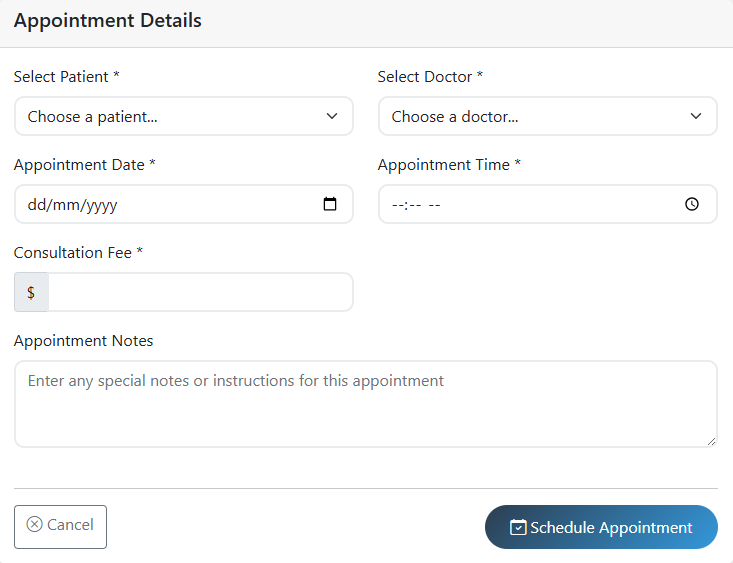 Appointment Details
Select Patient * Select Doctor *
Choose a patient... Choose a doctor...
Appointment Date * Appointment Time *
dd/mm/yyyy --:-- --
Consultation Fee *
$
Appointment Notes
Enter any special notes or instructions for this appointment
Cancel Schedule Appointment